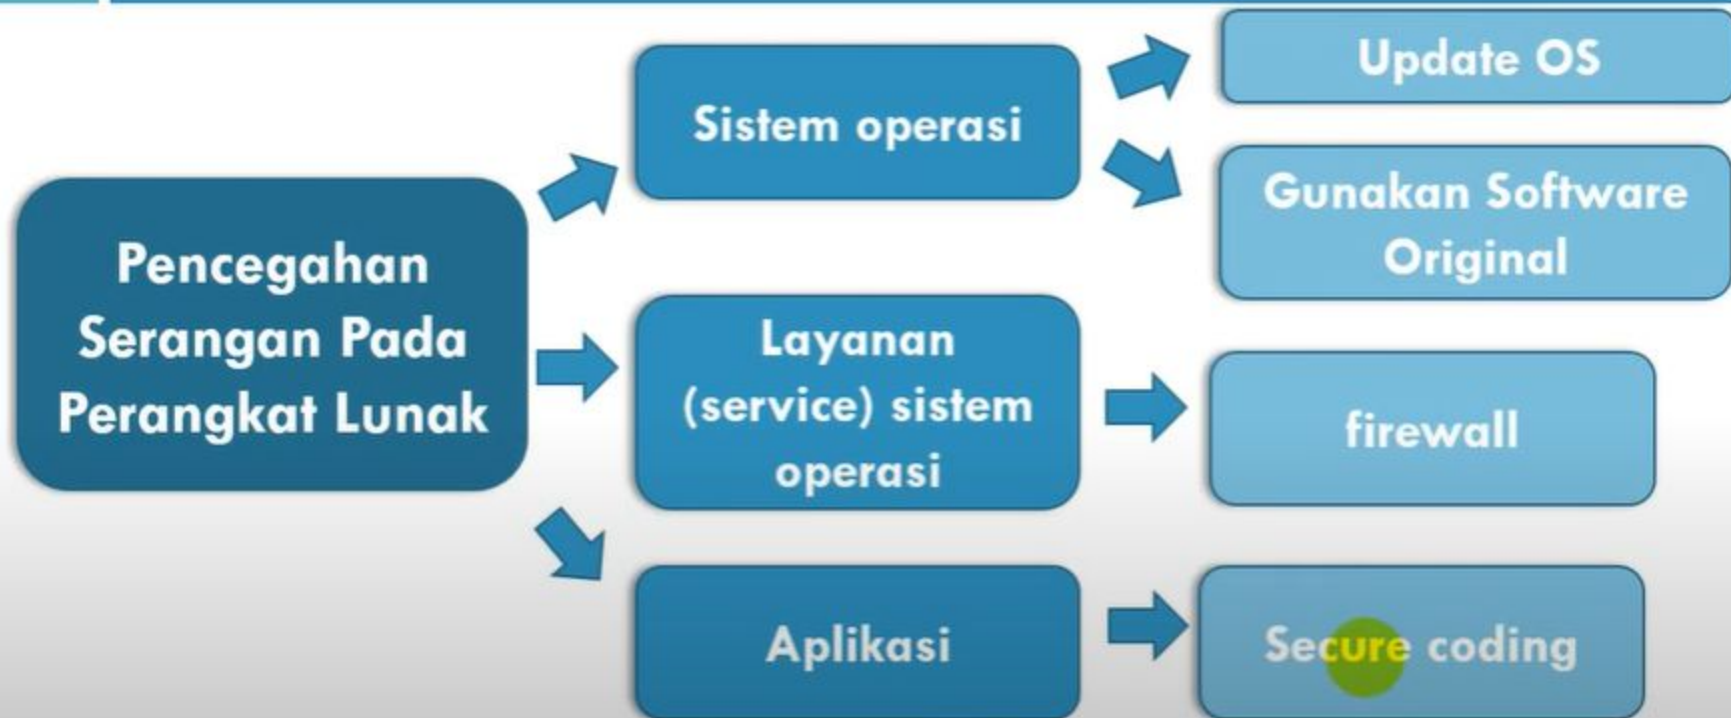 Pencegahan
Serangan Pada
Perangkat Lunak
Sistem operasi
Update OS
Gunakan Software
Original
Layanan
(service) sistem
operasi
firewall
Aplikasi
Secure coding